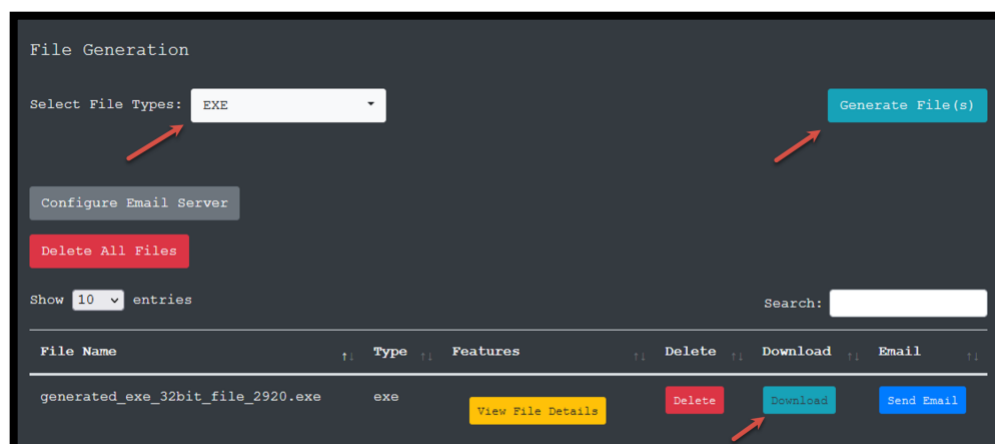 File Generation
Select File Types: EXE
Generate File(s)
Configure Email Server
Delete All Files
Show 10 entries
Search:
File Name Type Features Delete Download Email
generated_exe_32bit_file_2920.exe exe View File Details Delete Download Send Email